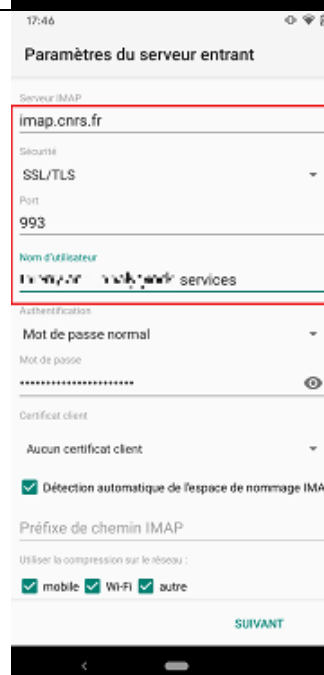 17:46
Paramètres du serveur entrant
Serveur IMAP
imap.cnrs.fr
Sécurité
SSL/TLS
Port
993
Nom d'utilisateur
services
Authentification
Mot de passe normal
Mot de passe
••••••••••••••••••••••
Certificat client
Aucun certificat client
Détection automatique de l'espace de nommage IMA
Préfixe de chemin IMAP
Utiliser la compression sur le réseau :
mobile Wi-Fi autre
SUIVANT